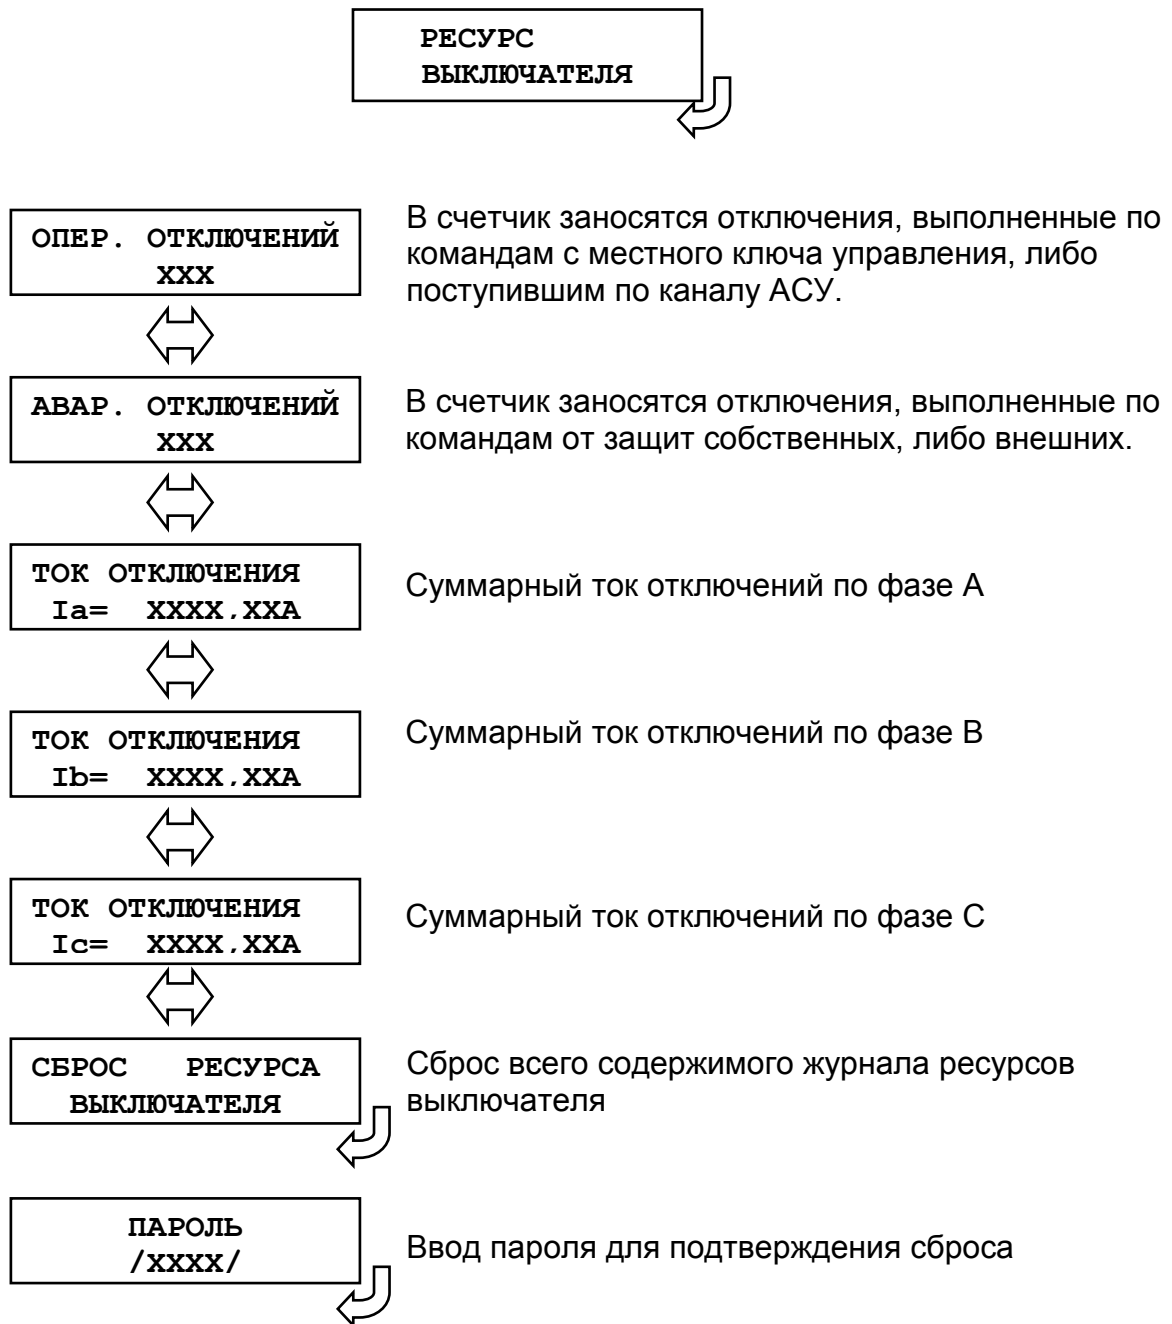 РЕСУРС
ВЫКЛЮЧАТЕЛЯ
ОПЕР. ОТКЛЮЧЕНИЙ
XXX
В счетчик заносятся отключения, выполненные по
командам с местного ключа управления, либо
поступившим по каналу АСУ.
АВАР. ОТКЛЮЧЕНИЙ
XXX
В счетчик заносятся отключения, выполненные по
командам от защит собственных, либо внешних.
ТОК ОТКЛЮЧЕНИЯ
Ia= XXXX,XXA
Суммарный ток отключений по фазе А
ТОК ОТКЛЮЧЕНИЯ
Ib= XXXX,XXA
Суммарный ток отключений по фазе В
ТОК ОТКЛЮЧЕНИЯ
Ic= XXXX,XXA
Суммарный ток отключений по фазе С
СБРОС РЕСУРСА
ВЫКЛЮЧАТЕЛЯ
Сброс всего содержимого журнала ресурсов
выключателя
ПАРОЛЬ
/XXXX/
Ввод пароля для подтверждения сброса